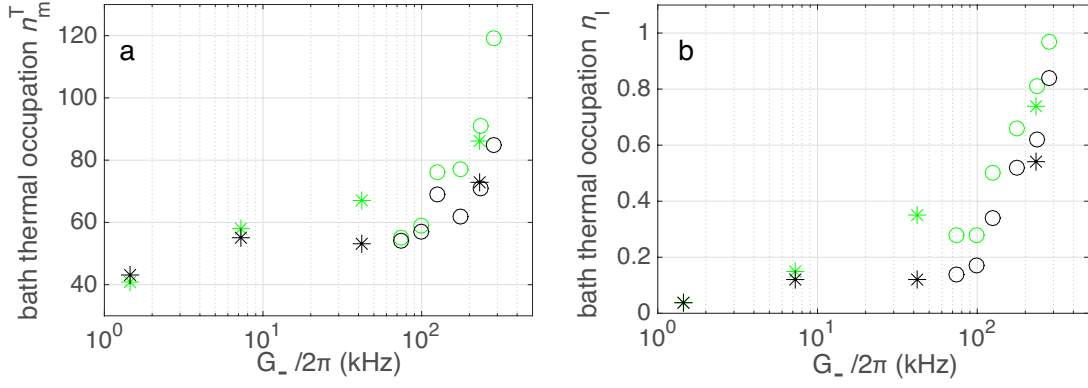 a
bath thermal occupation n_m^T
120
100
80
60
40
10^0
10^1
10^2
G_- /2π (kHz)
b
bath thermal occupation n_I
1
0.8
0.6
0.4
0.2
0
10^0
10^1
10^2
G_- /2π (kHz)